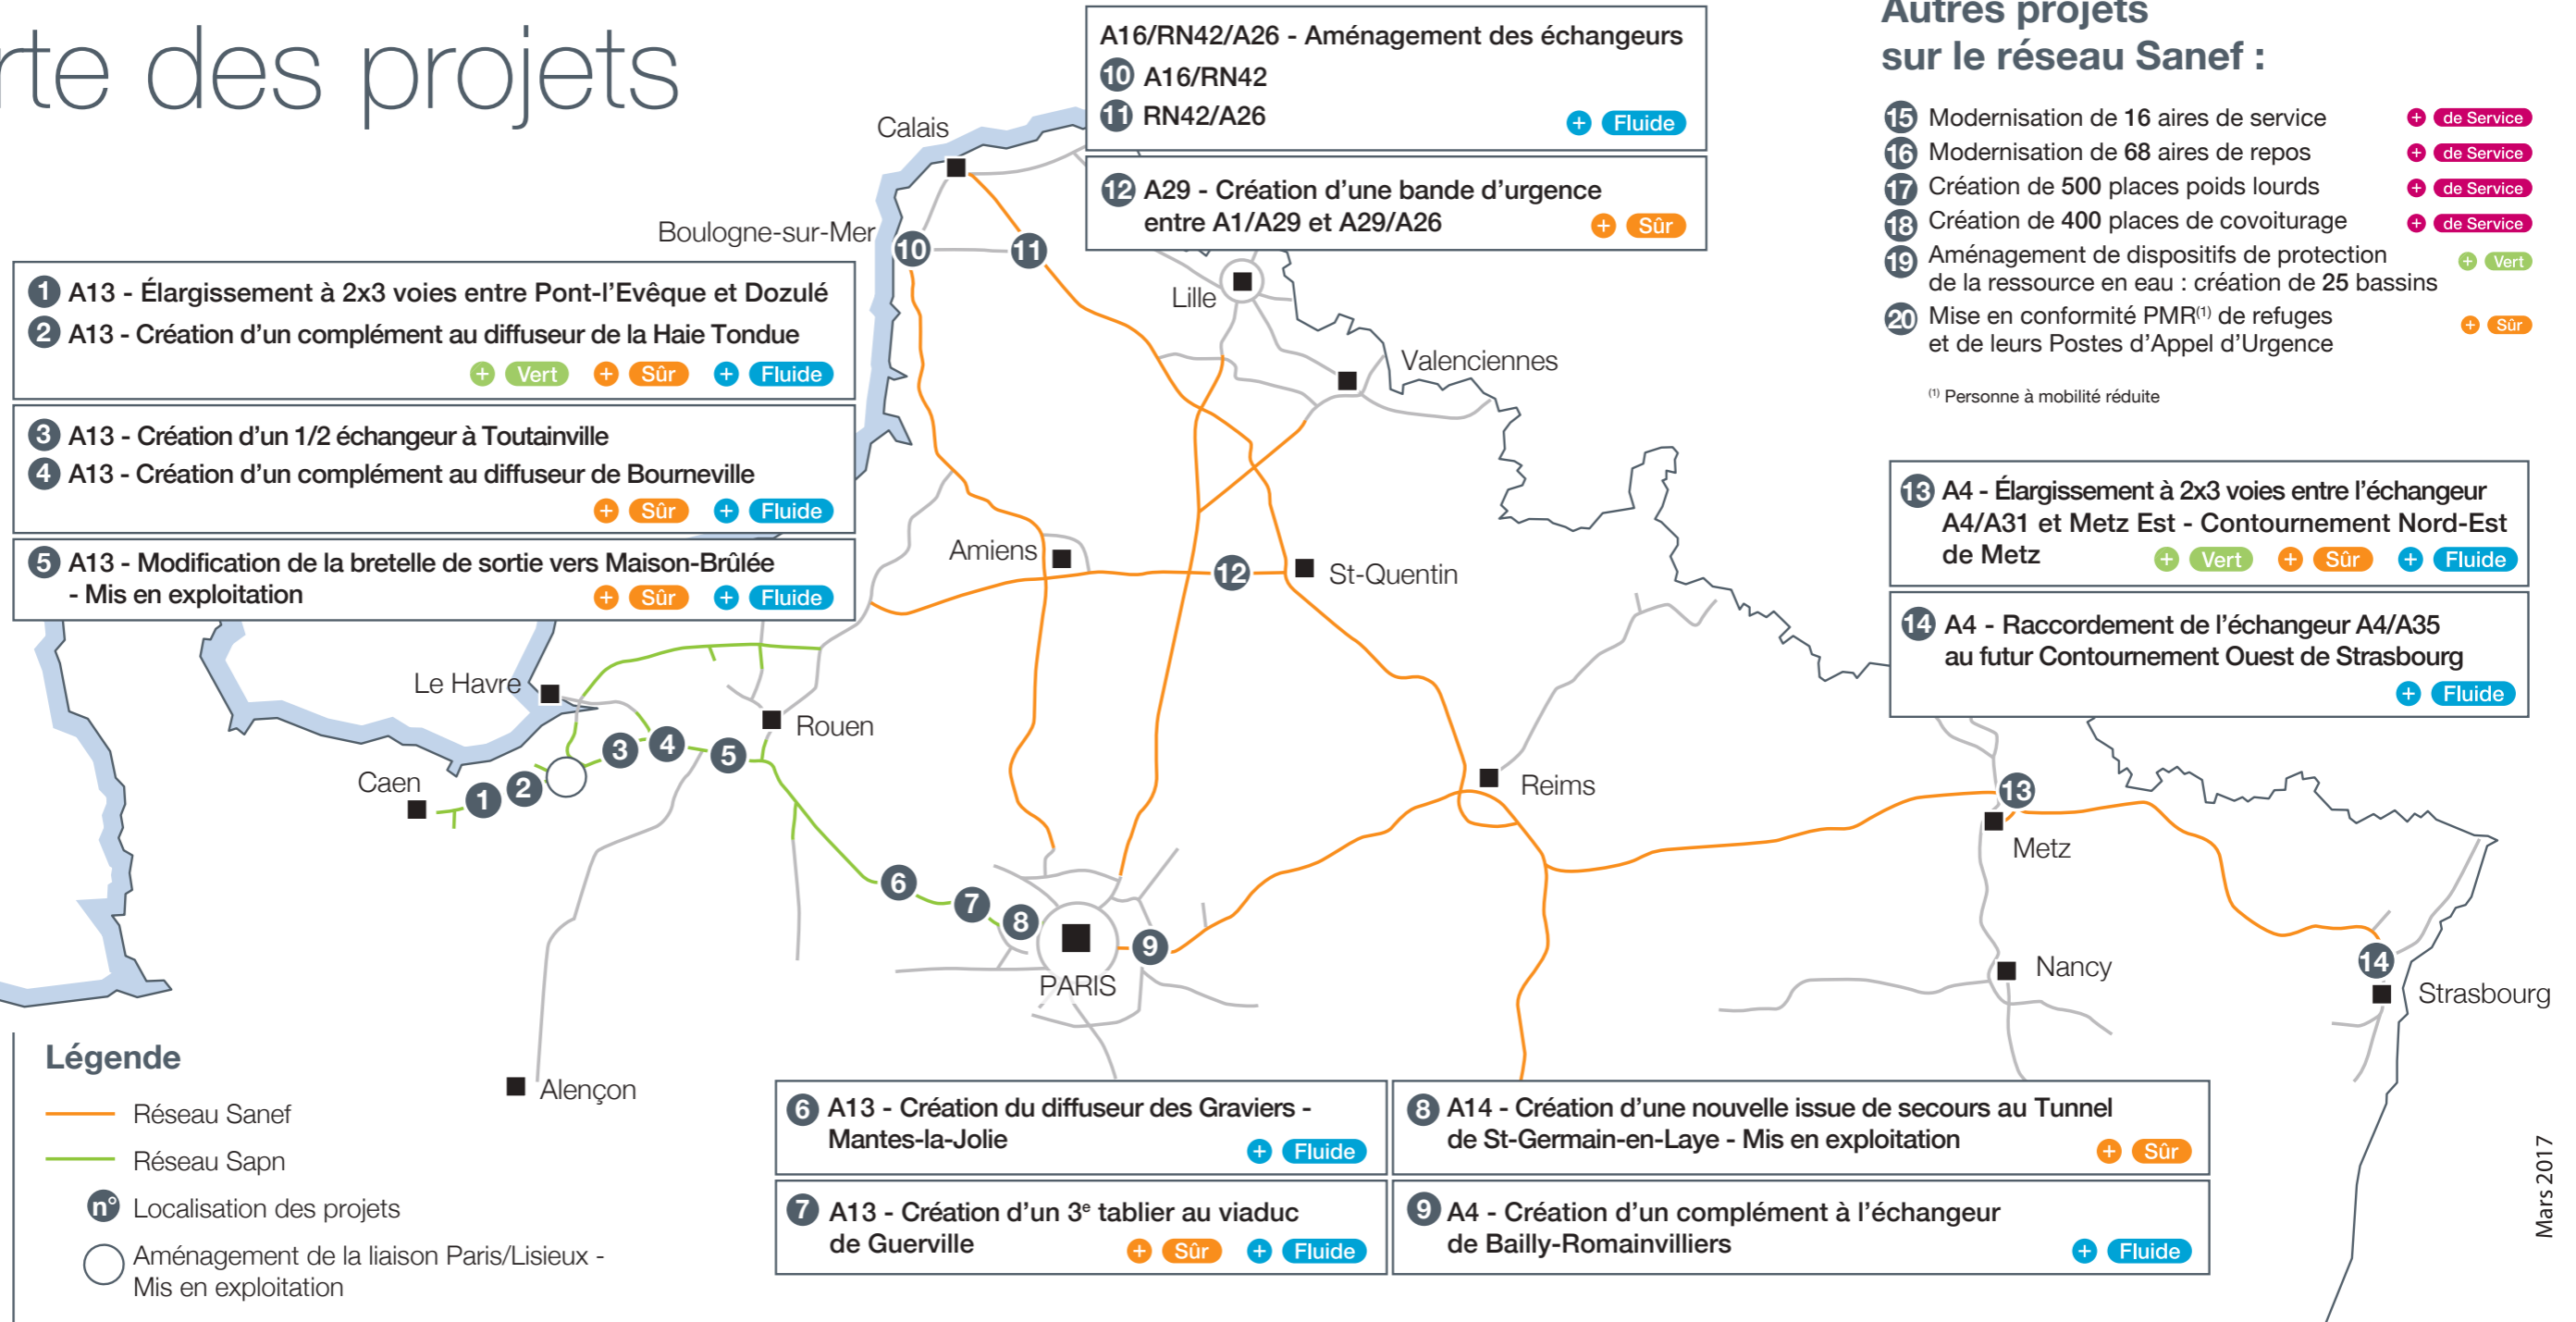 rte des projets
A16/RN42/A26 - Aménagement des échangeurs
10 A16/RN42
11 RN42/A26
+ Fluide
12 A29 - Création d’une bande d’urgence
entre A1/A29 et A29/A26
+ Sûr
Autres projets
sur le réseau Sanef :
15 Modernisation de 16 aires de service + de Service
16 Modernisation de 68 aires de repos + de Service
17 Création de 500 places poids lourds + de Service
18 Création de 400 places de covoiturage + de Service
19 Aménagement de dispositifs de protection
de la ressource en eau : création de 25 bassins
+ Vert
20 Mise en conformité PMR(1) de refuges
et de leurs Postes d’Appel d’Urgence
+ Sûr
(1) Personne à mobilité réduite
1 A13 - Élargissement à 2x3 voies entre Pont-l’Evêque et Dozulé
2 A13 - Création d’un complément au diffuseur de la Haie Tondue
+ Vert + Sûr + Fluide
3 A13 - Création d’un 1/2 échangeur à Toutainville
4 A13 - Création d’un complément au diffuseur de Bourneville
+ Sûr + Fluide
5 A13 - Modification de la bretelle de sortie vers Maison-Brûlée
- Mis en exploitation + Sûr + Fluide
13 A4 - Élargissement à 2x3 voies entre l’échangeur
A4/A31 et Metz Est - Contournement Nord-Est
de Metz + Vert + Sûr + Fluide
14 A4 - Raccordement de l’échangeur A4/A35
au futur Contournement Ouest de Strasbourg
+ Fluide
Calais
Boulogne-sur-Mer
10
11
Lille
Valenciennes
Amiens
12
St-Quentin
Le Havre
Rouen
3
4
5
Caen
1
2
Reims
13
Metz
6
7
8
9
PARIS
Nancy
14
Strasbourg
Alençon
Légende
Réseau Sanef
Réseau Sapn
n° Localisation des projets
Aménagement de la liaison Paris/Lisieux -
Mis en exploitation
6 A13 - Création du diffuseur des Graviers -
Mantes-la-Jolie
+ Fluide
7 A13 - Création d’un 3e tablier au viaduc
de Guerville + Sûr + Fluide
8 A14 - Création d’une nouvelle issue de secours au Tunnel
de St-Germain-en-Laye - Mis en exploitation
+ Sûr
9 A4 - Création d’un complément à l’échangeur
de Bailly-Romainvilliers
+ Fluide
Mars 2017